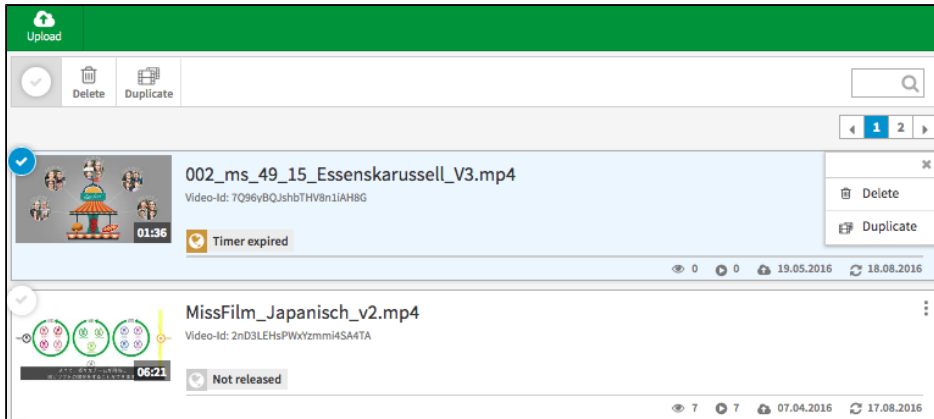 Upload
Delete Duplicate
1 2
002_ms_49_15_Essenskarussell_V3.mp4
Video-Id: 7Q96yBQJshbTHV8n1iAH8G
01:36
Timer expired
Delete
Duplicate
0 0 19.05.2016 18.08.2016
MissFilm_Japanisch_v2.mp4
Video-Id: 2nD3LEHsPWxYzmmi4SA4TA
06:21
Not released
7 7 07.04.2016 17.08.2016